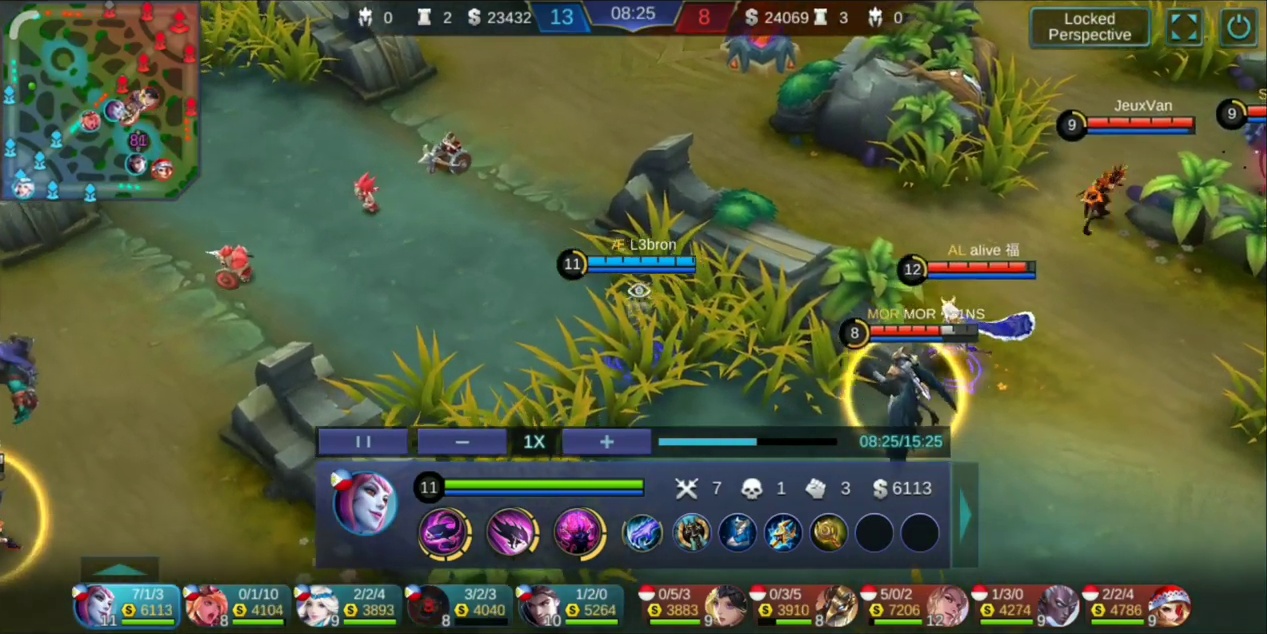 0 2 $ 23432 13 08:25 8 $ 24069 3 0
Locked
Perspective
JeuxVan
9
9
Æ L3bron
11
AL alive 福
12
MOR MOR
8
81
1X
08:25/15:25
11 7 1 3 $ 6113
7/1/3 0/1/10 2/2/4 3/2/3 1/2/0 0/5/3 0/3/5 5/0/2 1/3/0 2/2/4
6113 4104 3893 4040 5264 3883 3910 7206 4274 4786
11 8 9 8 10 9 8 12 9 9